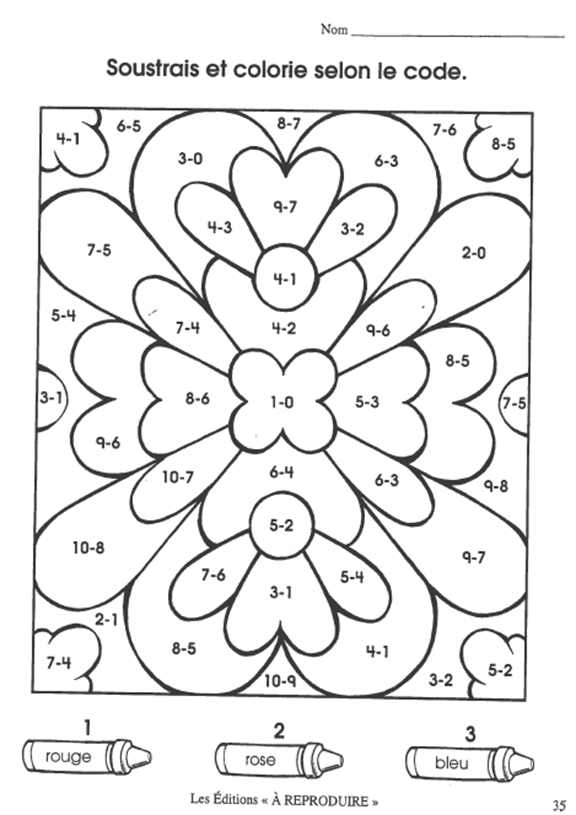 Nom
Soustrais et colorie selon le code.
4-1 6-5 8-7 7-6 8-5
3-0 6-3
9-7
4-3 3-2
7-5 2-0
4-1
5-4 7-4 4-2 9-6
8-5
3-1 8-6 1-0 5-3 7-5
9-6
10-7 6-4 6-3 9-8
5-2
10-8 9-7
7-6 3-1 5-4
2-1
8-5 4-1
7-4 10-9 3-2 5-2
1 2 3
rouge rose bleu
Les Éditions « À REPRODUIRE » 35